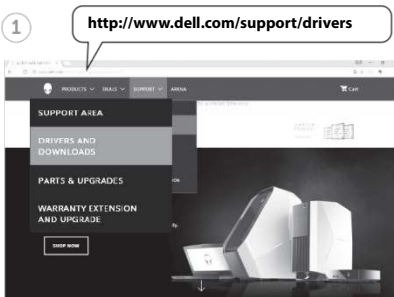 1
http://www.dell.com/support/drivers
PRODUCTS DEALS SUPPORT ARENA Cart
SUPPORT AREA
DRIVERS AND
DOWNLOADS
PARTS & UPGRADES
WARRANTY EXTENSION
AND UPGRADE
SHOP NOW